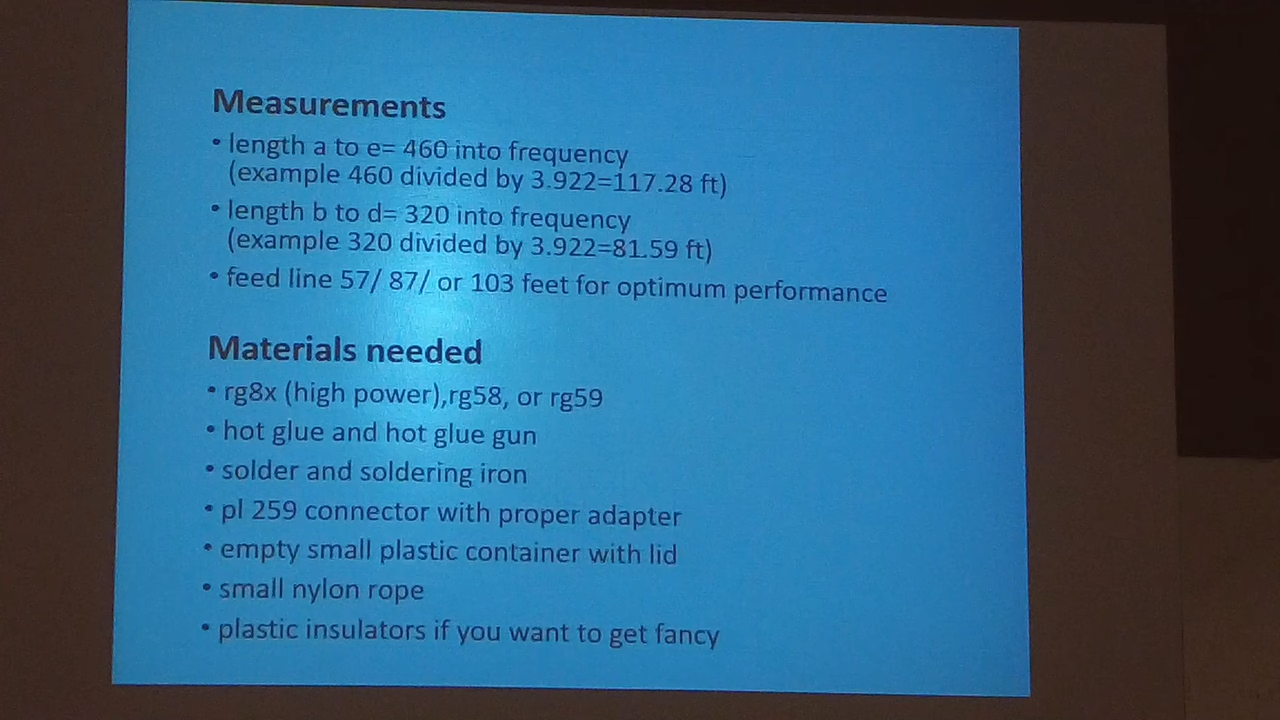 Measurements
• length a to e= 460 into frequency
(example 460 divided by 3.922=117.28 ft)
• length b to d= 320 into frequency
(example 320 divided by 3.922=81.59 ft)
• feed line 57/ 87/ or 103 feet for optimum performance
Materials needed
• rg8x (high power),rg58, or rg59
• hot glue and hot glue gun
• solder and soldering iron
• pl 259 connector with proper adapter
• empty small plastic container with lid
• small nylon rope
• plastic insulators if you want to get fancy